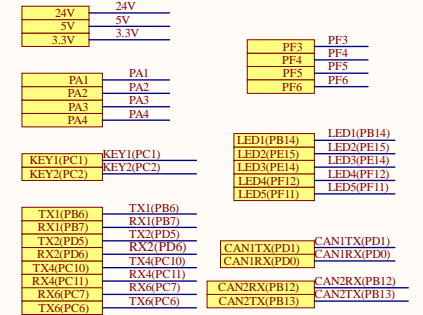 24V 24V
5V 5V
3.3V 3.3V
PF3 PF3
PF4 PF4
PF5 PF5
PF6 PF6
PA1 PA1
PA2 PA2
PA3 PA3
PA4 PA4
LED1(PB14) LED1(PB14)
LED2(PE15) LED2(PE15)
LED3(PE14) LED3(PE14)
LED4(PF12) LED4(PF12)
LED5(PF11) LED5(PF11)
KEY1(PC1) KEY1(PC1)
KEY2(PC2) KEY2(PC2)
TX1(PB6) TX1(PB6)
RX1(PB7) RX1(PB7)
TX2(PD5) TX2(PD5)
RX2(PD6) RX2(PD6)
TX4(PC10) TX4(PC10)
RX4(PC11) RX4(PC11)
RX6(PC7) RX6(PC7)
TX6(PC6) TX6(PC6)
CAN1TX(PD1) CAN1TX(PD1)
CAN1RX(PD0) CAN1RX(PD0)
CAN2RX(PB12) CAN2RX(PB12)
CAN2TX(PB13) CAN2TX(PB13)